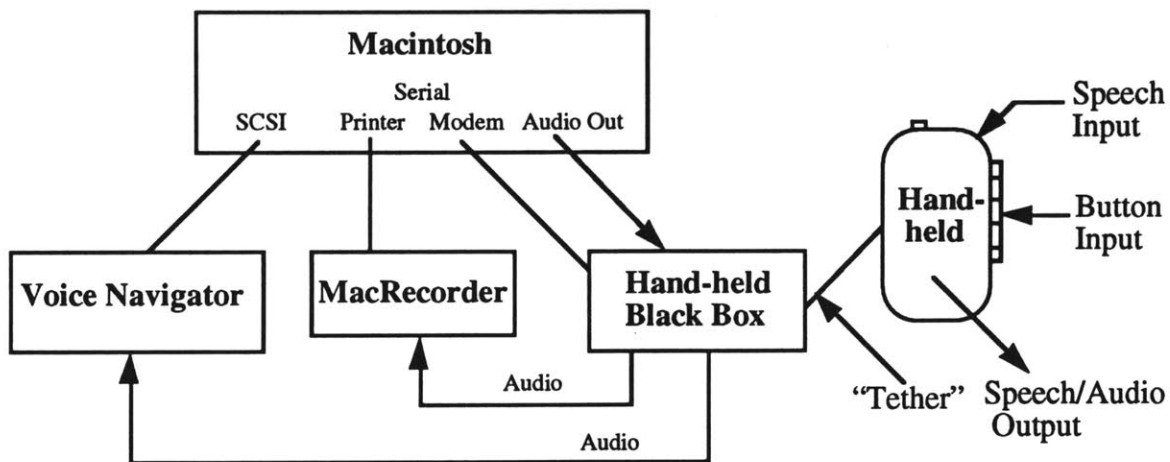 Macintosh
Serial
SCSI Printer Modem Audio Out
Speech
Input
Hand-
held
Button
Input
Voice Navigator
MacRecorder
Hand-held
Black Box
Audio
“Tether”
Speech/Audio
Output
Audio